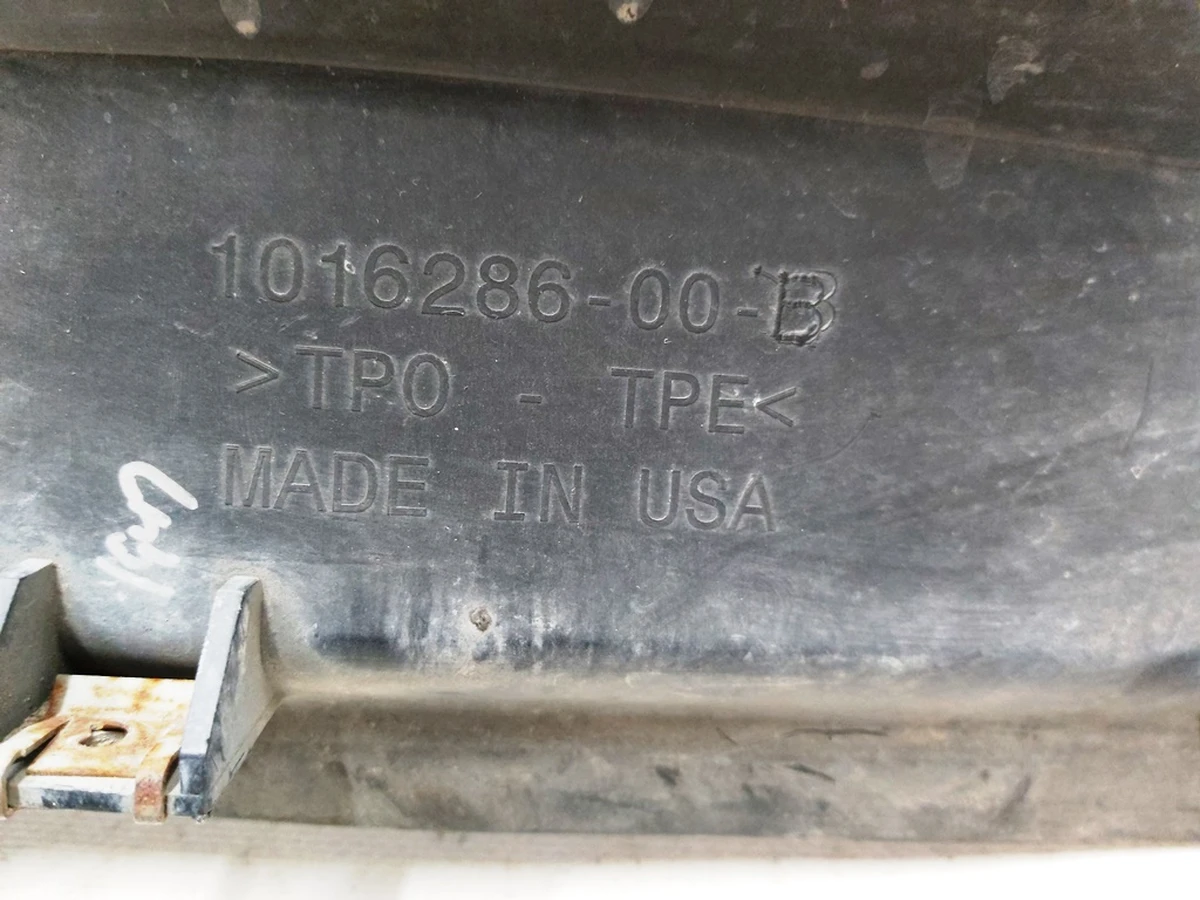 1016286-00-B
>TPO - TPE<
MADE IN USA